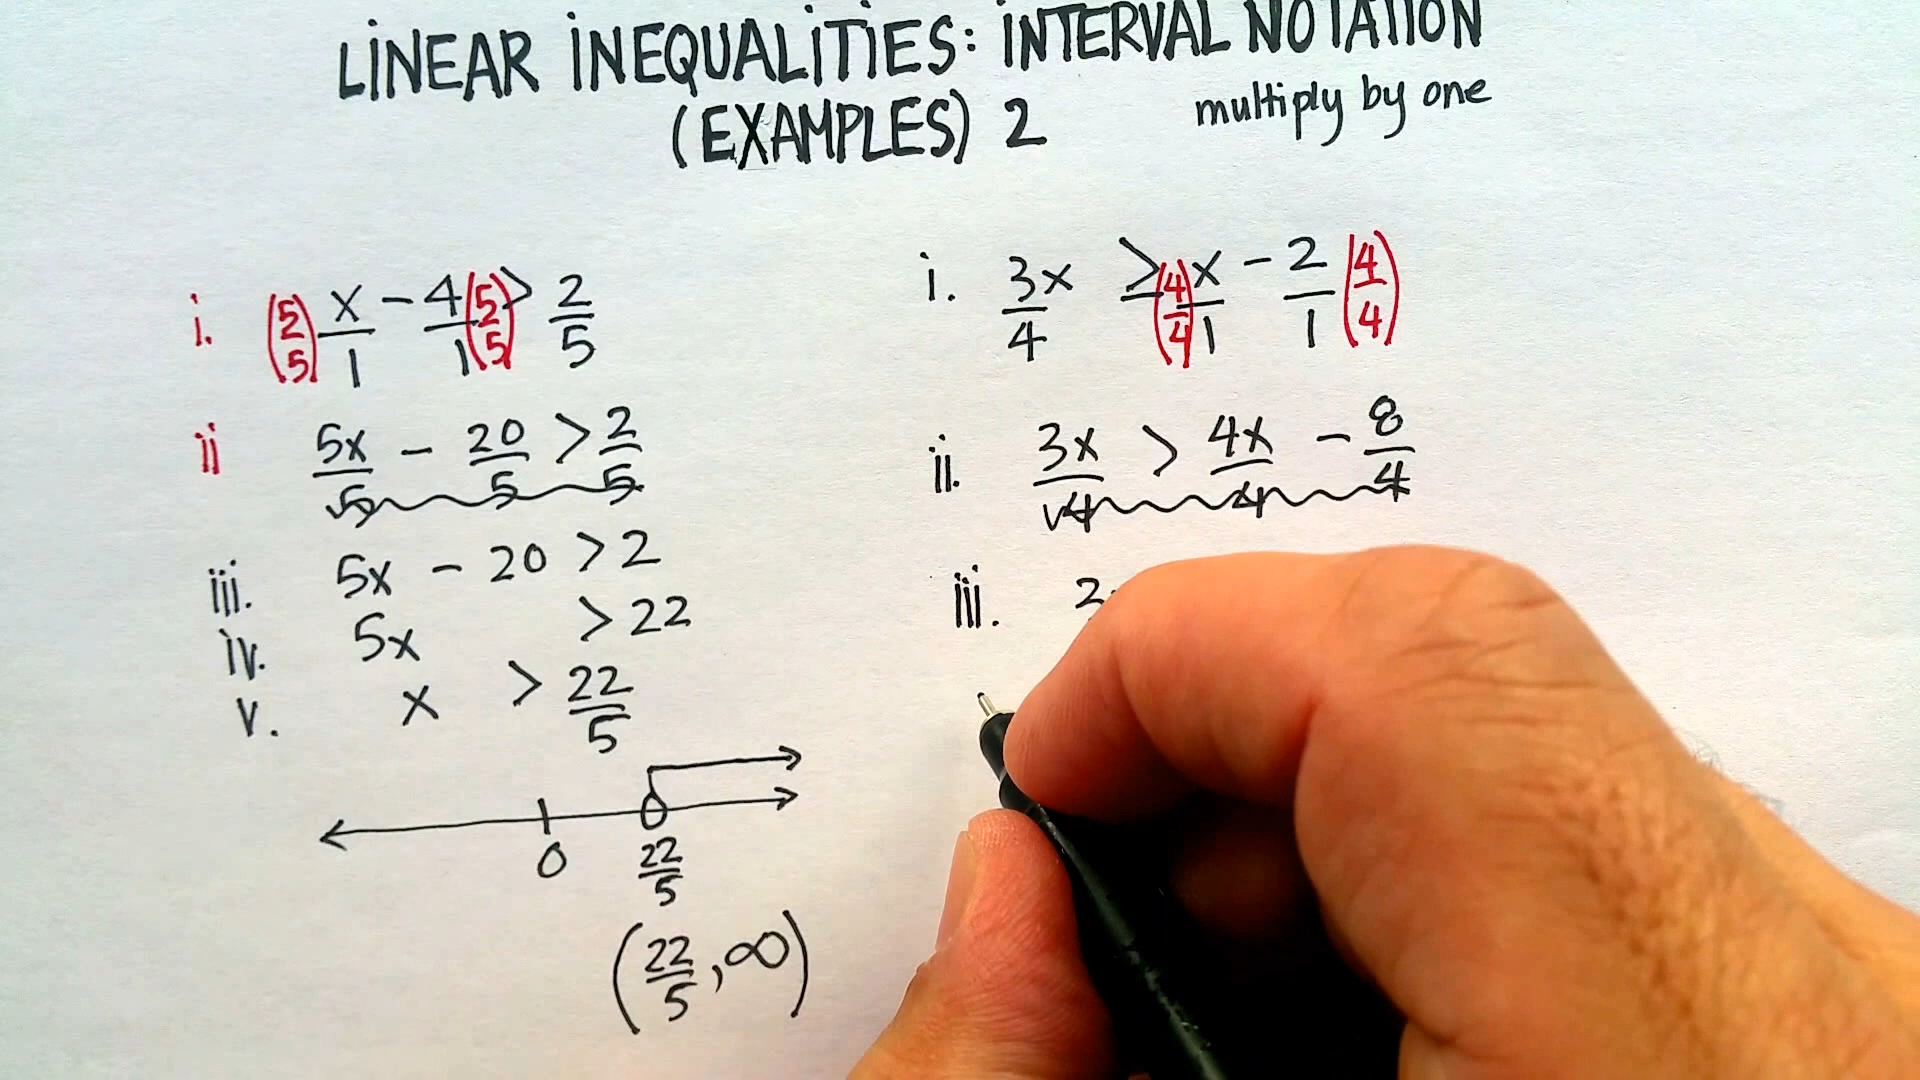 LINEAR INEQUALITIES: INTERVAL NOTATION
(EXAMPLES) 2
multiply by one
i. (5/5) x/1 - 4/1 (5/5) > 2/5
ii 5x/5 - 20/5 > 2/5
iii. 5x - 20 > 2
iv. 5x > 22
v. x > 22/5
0 22/5
(22/5, ∞)
i. 3x/4 ≥ (4/4) x/1 - 2/1 (4/4)
ii. 3x/4 > 4x/4 - 8/4
iii. 3